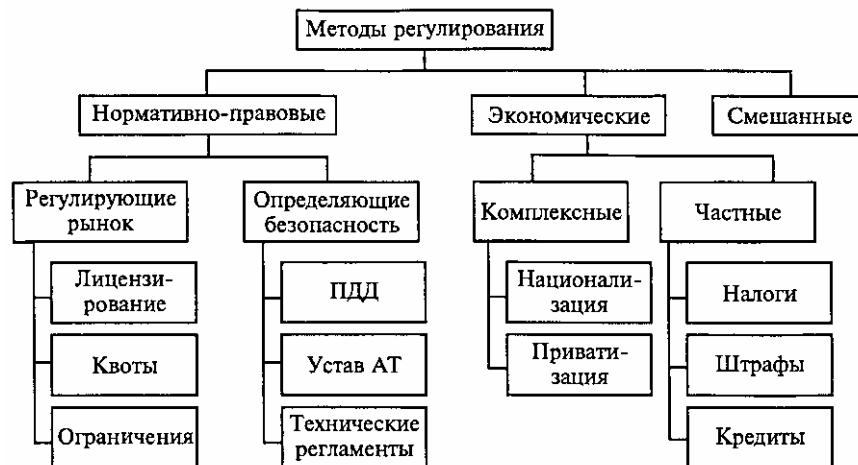 Методы регулирования
Нормативно-правовые
Экономические
Смешанные
Регулирующие
рынок
Определяющие
безопасность
Комплексные
Частные
Лицензи-
рование
Квоты
Ограничения
ПДД
Устав АТ
Технические
регламенты
Национали-
зация
Привати-
зация
Налоги
Штрафы
Кредиты